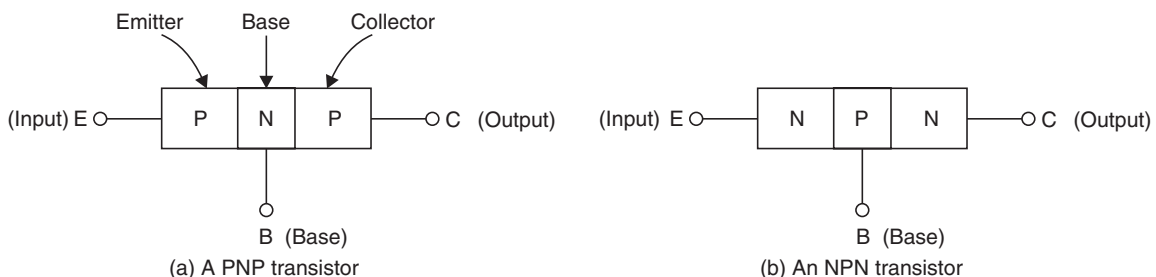 Emitter Base Collector
(Input) E P N P C (Output)
B (Base)
(a) A PNP transistor
(Input) E N P N C (Output)
B (Base)
(b) An NPN transistor